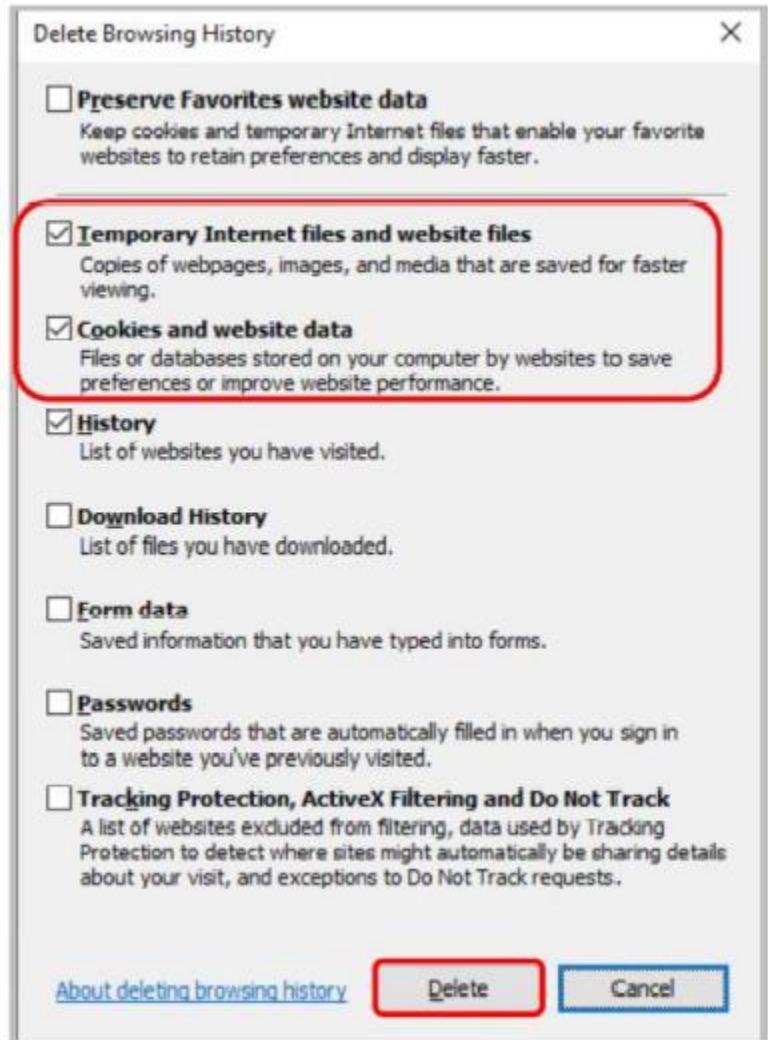 Delete Browsing History
Preserve Favorites website data
Keep cookies and temporary Internet files that enable your favorite
websites to retain preferences and display faster.
Temporary Internet files and website files
Copies of webpages, images, and media that are saved for faster
viewing.
Cookies and website data
Files or databases stored on your computer by websites to save
preferences or improve website performance.
History
List of websites you have visited.
Download History
List of files you have downloaded.
Form data
Saved information that you have typed into forms.
Passwords
Saved passwords that are automatically filled in when you sign in
to a website you've previously visited.
Tracking Protection, ActiveX Filtering and Do Not Track
A list of websites excluded from filtering, data used by Tracking
Protection to detect where sites might automatically be sharing details
about your visit, and exceptions to Do Not Track requests.
About deleting browsing history Delete Cancel